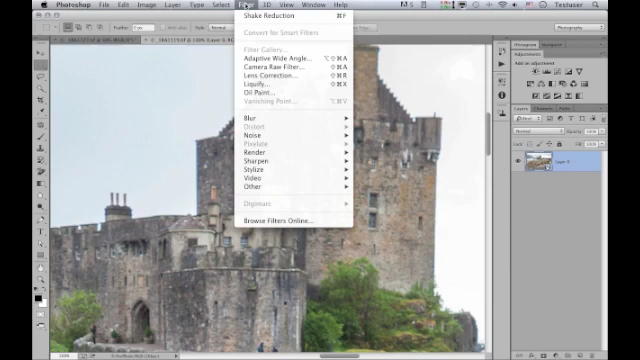 Photoshop File Edit Image Layer Type Select Filter 3D View Window Help Testuser
Shake Reduction ⌘F
Convert for Smart Filters
Filter Gallery...
Adaptive Wide Angle... ⌥⇧⌘A
Camera Raw Filter... ⇧⌘A
Lens Correction... ⇧⌘R
Liquify... ⇧⌘X
Oil Paint...
Vanishing Point... ⌥⌘V
Blur
Distort
Noise
Pixelate
Render
Sharpen
Stylize
Video
Other
Digimarc
Browse Filters Online...
Photography
Histogram
Adjustments
Layers Channels Paths
Normal Opacity:
Layer 0